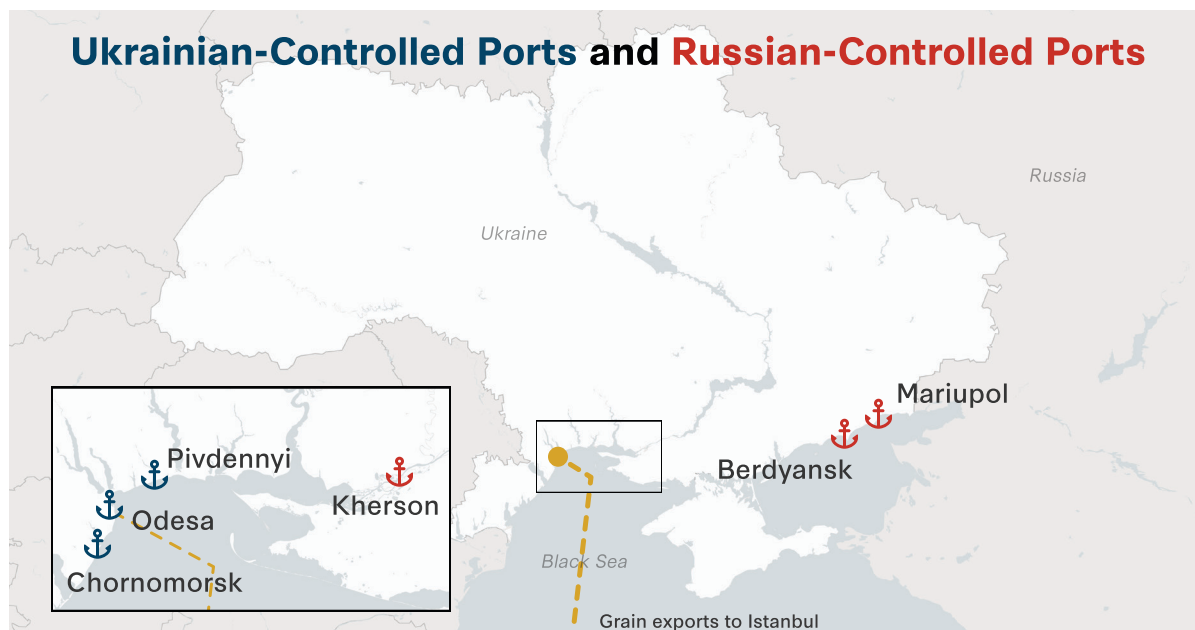 Ukrainian-Controlled Ports and Russian-Controlled Ports
Russia
Ukraine
Mariupol
Berdyansk
Pivdennyi
Kherson
Odesa
Chornomorsk
Black Sea
Grain exports to Istanbul